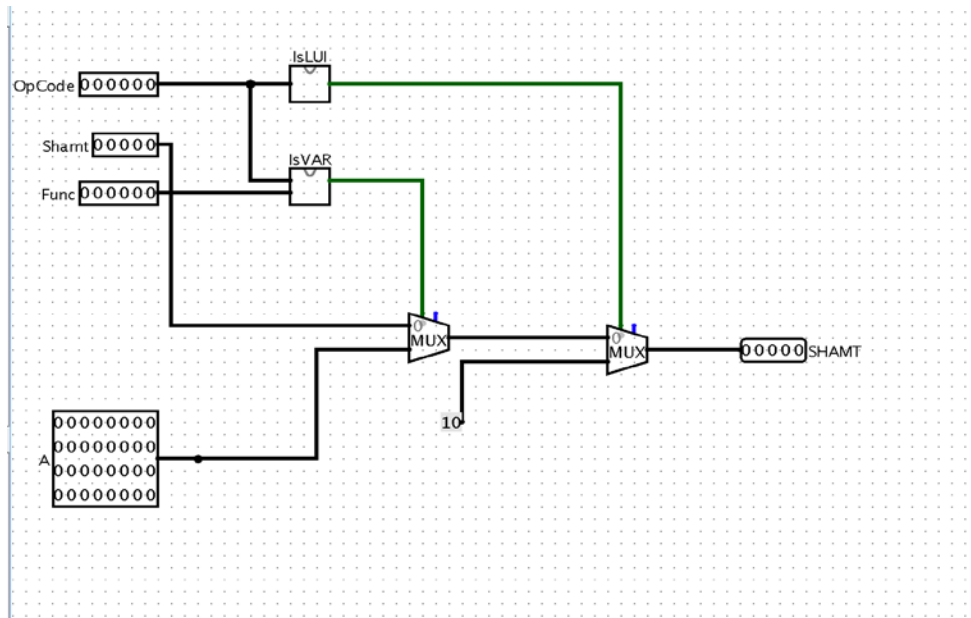 IsLUI
OpCode 000000
Shamt 00000
IsVAR
Func 000000
0
MUX
0
MUX
00000 SHAMT
10
00000000
00000000
A
00000000
00000000